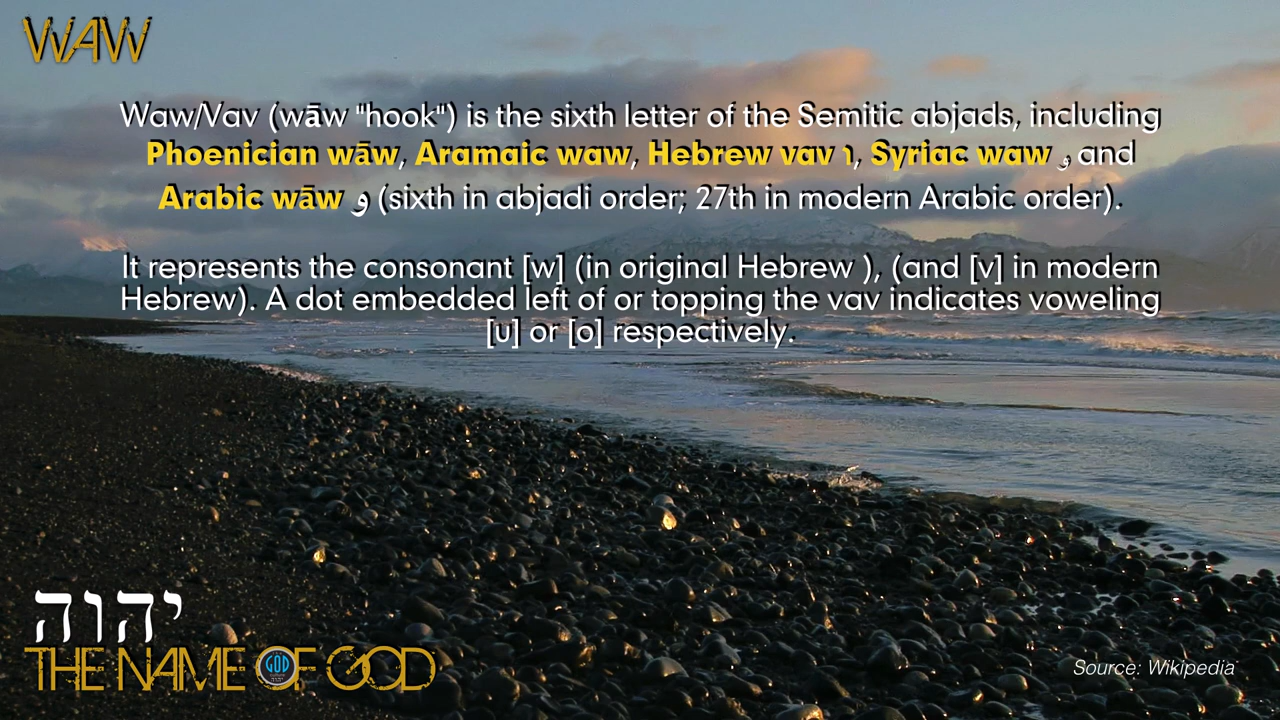 WAW
Waw/Vav (wāw "hook") is the sixth letter of the Semitic abjads, including
Phoenician wāw, Aramaic waw, Hebrew vav ו, Syriac waw و and
Arabic wāw و (sixth in abjadi order; 27th in modern Arabic order).
It represents the consonant [w] (in original Hebrew ), (and [v] in modern
Hebrew). A dot embedded left of or topping the vav indicates voweling
[u] or [o] respectively.
יהוה
THE NAME OF GOD
GOD
יהוה
Source: Wikipedia